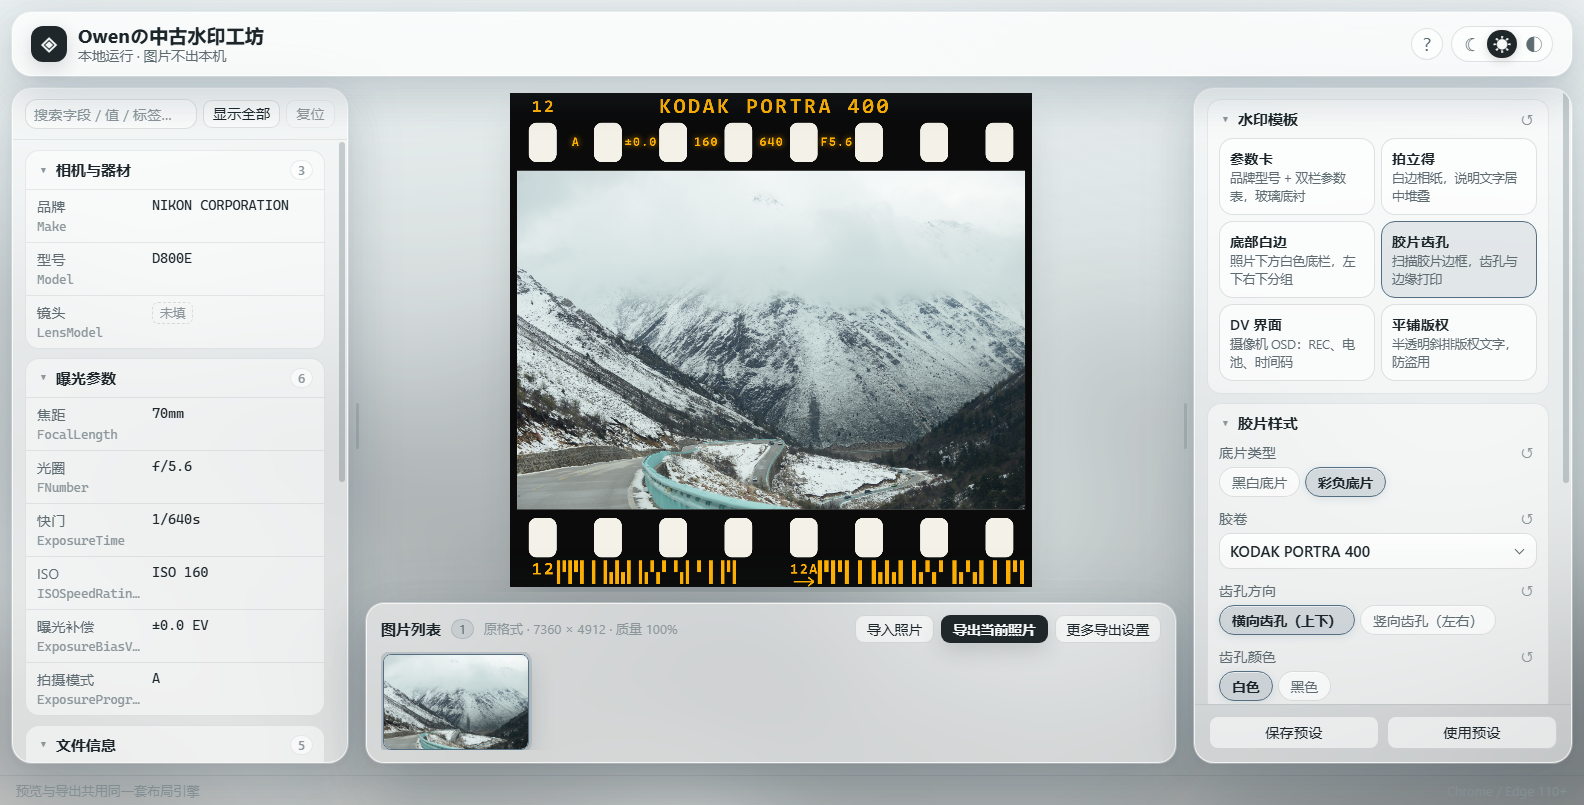 Owenの中古水印工坊
本地运行 · 图片不出本机
?
搜索字段 / 值 / 标签...
显示全部
复位
相机与器材
3
品牌
NIKON CORPORATION
Make
型号
D800E
Model
镜头
未填
LensModel
曝光参数
6
焦距
70mm
FocalLength
光圈
f/5.6
FNumber
快门
1/640s
ExposureTime
ISO
ISO 160
ISOSpeedRatin…
曝光补偿
±0.0 EV
ExposureBiasV…
拍摄模式
A
ExposureProgr…
文件信息
5
12
KODAK PORTRA 400
A
±0.0
160
640
F5.6
12
12A
图片列表
1
原格式 · 7360 × 4912 · 质量 100%
导入照片
导出当前照片
更多导出设置
水印模板
参数卡
品牌型号 + 双栏参数
表，玻璃底衬
拍立得
白边相纸，说明文字居
中堆叠
底部白边
照片下方白色底栏，左
下右下分组
胶片齿孔
扫描胶片边框，齿孔与
边缘打印
DV 界面
摄像机 OSD：REC、电
池、时间码
平铺版权
半透明斜排版权文字，
防盗用
胶片样式
底片类型
黑白底片
彩负底片
胶卷
KODAK PORTRA 400
齿孔方向
横向齿孔（上下）
竖向齿孔（左右）
齿孔颜色
白色
黑色
保存预设
使用预设
预览与导出共用同一套布局引擎
Chrome / Edge 110+